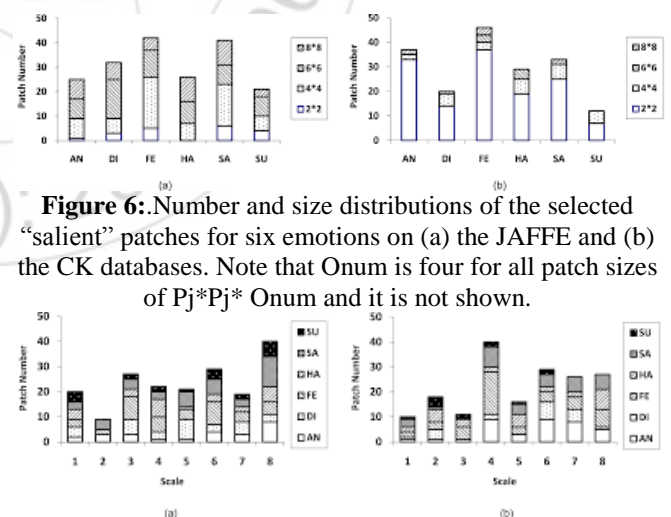 50
40
30
20
10
0
Patch Number
AN DI FE HA SA SU
8*8
6*6
4*4
2*2
(a)
50
40
30
20
10
0
Patch Number
AN DI FE HA SA SU
8*8
6*6
4*4
2*2
(b)
Figure 6:.Number and size distributions of the selected
“salient” patches for six emotions on (a) the JAFFE and (b)
the CK databases. Note that Onum is four for all patch sizes
of Pj*Pj* Onum and it is not shown.
50
40
30
20
10
0
Patch Number
1 2 3 4 5 6 7 8
Scale
SU
SA
HA
FE
DI
AN
(a)
50
40
30
20
10
0
Patch Number
1 2 3 4 5 6 7 8
Scale
SU
SA
HA
FE
DI
AN
(b)